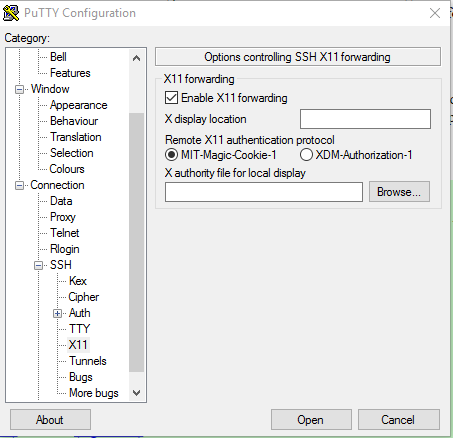 PuTTY Configuration
Category:
Bell
Features
Window
Appearance
Behaviour
Translation
Selection
Colours
Connection
Data
Proxy
Telnet
Rlogin
SSH
Kex
Cipher
Auth
TTY
X11
Tunnels
Bugs
More bugs
Options controlling SSH X11 forwarding
X11 forwarding
Enable X11 forwarding
X display location
Remote X11 authentication protocol
MIT-Magic-Cookie-1 XDM-Authorization-1
X authority file for local display
Browse...
About Open Cancel